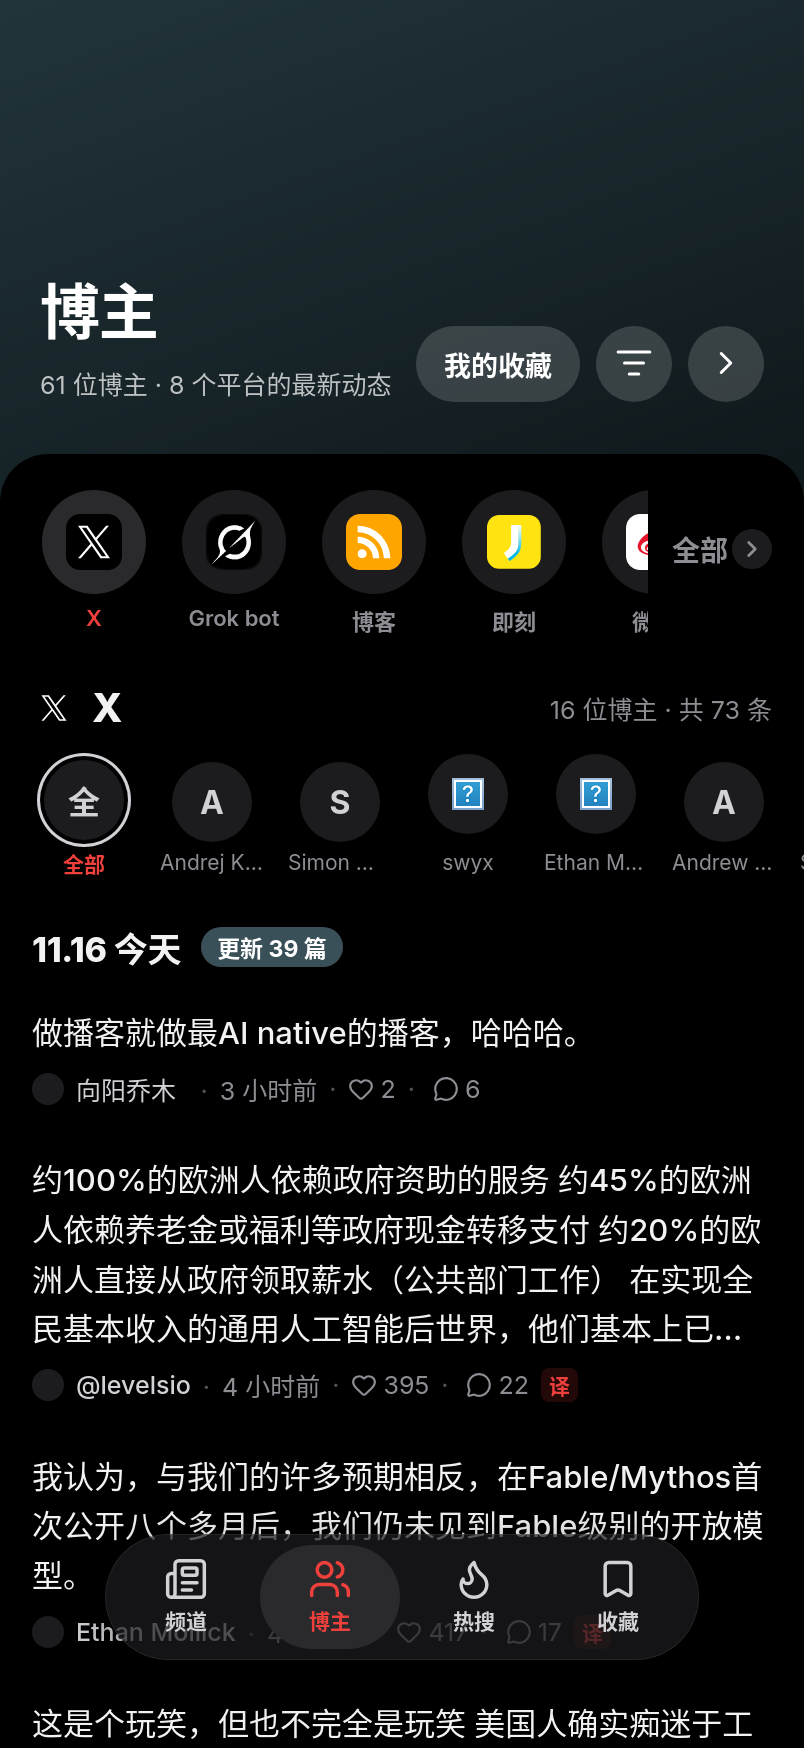 博主
我的收藏
61 位博主 · 8 个平台的最新动态
全部
X
Grok bot
博客
即刻
微
X
16 位博主 · 共 73 条
全
A
S
?
?
A
全部
Andrej K...
Simon ...
swyx
Ethan M...
Andrew ...
11.16 今天
更新 39 篇
做播客就做最AI native的播客，哈哈哈。
向阳乔木 · 3 小时前 · 2 · 6
约100%的欧洲人依赖政府资助的服务 约45%的欧洲
人依赖养老金或福利等政府现金转移支付 约20%的欧
洲人直接从政府领取薪水（公共部门工作） 在实现全
民基本收入的通用人工智能后世界，他们基本上已...
@levelsio · 4 小时前 · 395 · 22 译
我认为，与我们的许多预期相反，在Fable/Mythos首
次公开八个多月后，我们仍未见到Fable级别的开放模
型。
Ethan Mollick · 4 417 17 译
频道
博主
热搜
收藏
这是个玩笑，但也不完全是玩笑 美国人确实痴迷于工